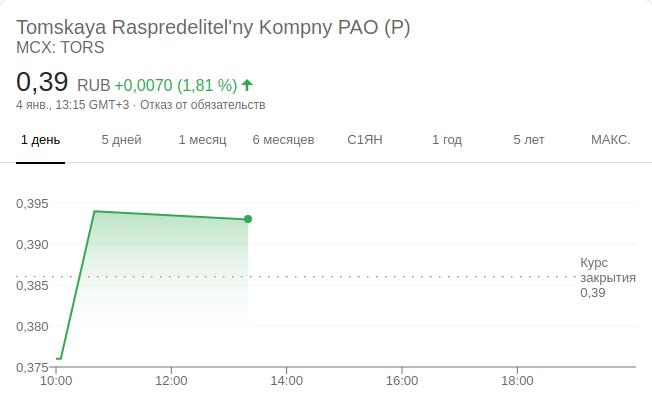 Tomskaya Raspredelitel'ny Kompny PAO (P)
MCX: TORS
0,39 RUB +0,0070 (1,81 %)
4 янв., 13:15 GMT+3 · Отказ от обязательств
1 день 5 дней 1 месяц 6 месяцев С1ЯН 1 год 5 лет МАКС.
0,395
0,390
Курс
закрытия
0,39
0,385
0,380
0,375
10:00 12:00 14:00 16:00 18:00